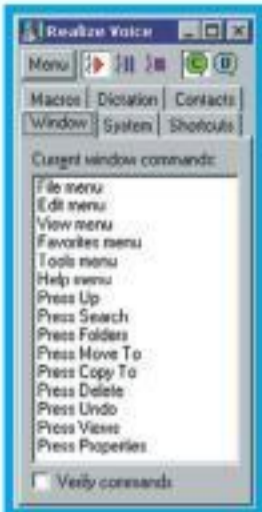 Realize Voice
Menu
Macros Dictation Contacts
Window System Shortcuts
Current window commands:
File menu
Edit menu
View menu
Favorites menu
Tools menu
Help menu
Press Up
Press Search
Press Folders
Press Move To
Press Copy To
Press Delete
Press Undo
Press Views
Press Properties
Verify commands